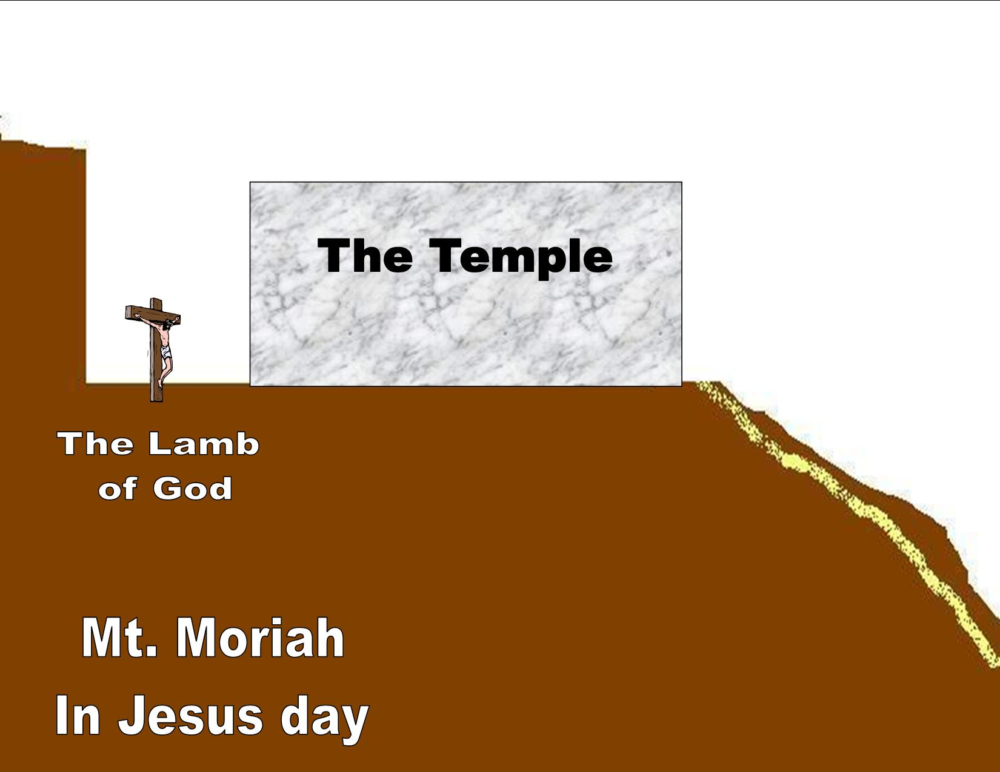 The Temple
The Lamb
of God
Mt. Moriah
In Jesus day